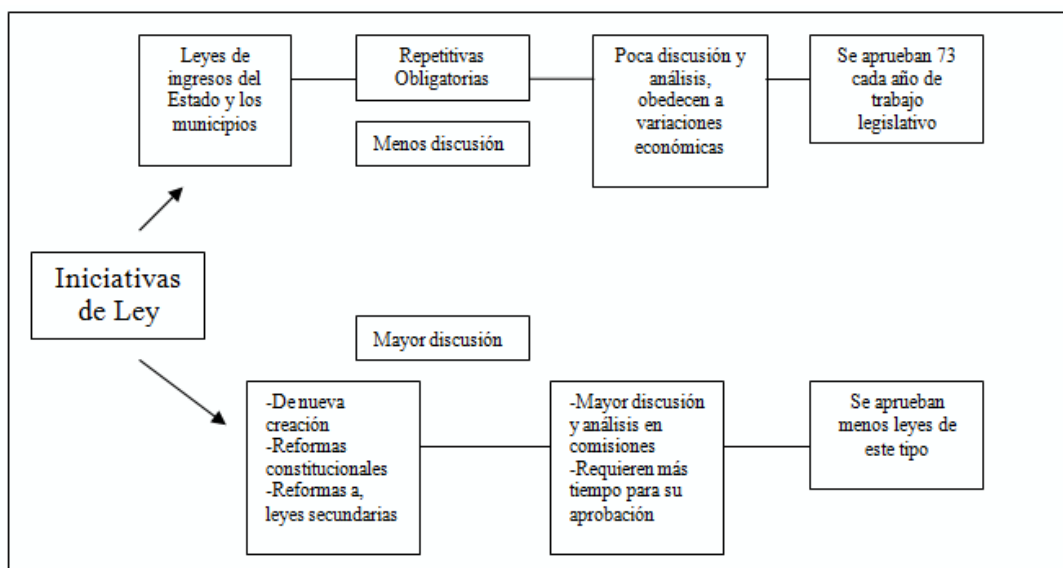 Leyes de
ingresos del
Estado y los
municipios
Repetitivas
Obligatorias
Menos discusión
Poca discusión y
análisis,
obedecen a
variaciones
económicas
Se aprueban 73
cada año de
trabajo
legislativo
Iniciativas
de Ley
Mayor discusión
-De nueva
creación
-Reformas
constitucionales
-Reformas a,
leyes secundarias
-Mayor discusión
y análisis en
comisiones
-Requieren más
tiempo para su
aprobación
Se aprueban
menos leyes de
este tipo